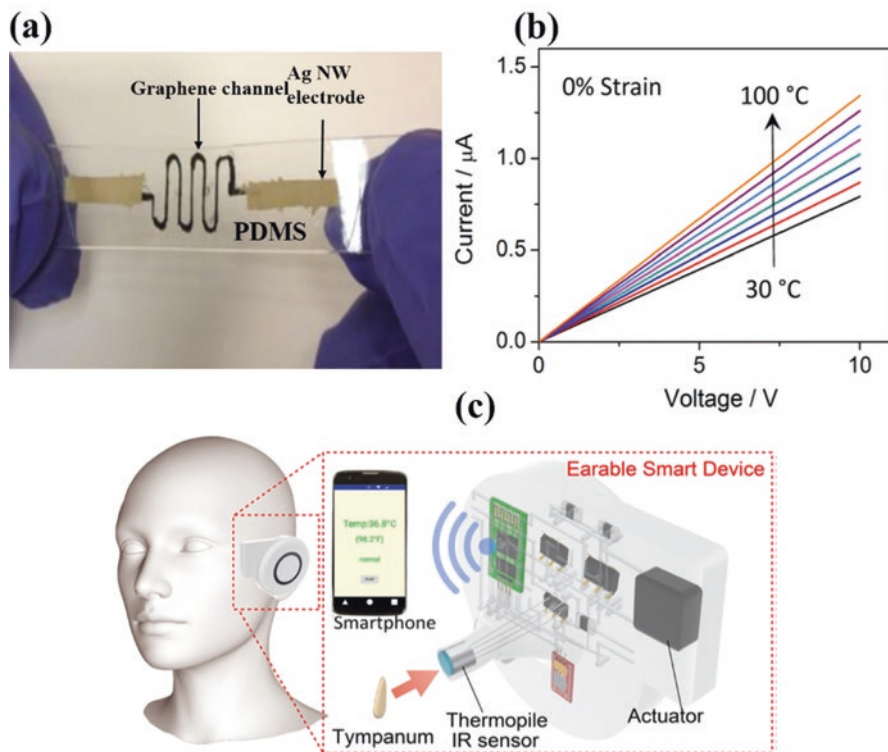 (a)
Graphene channel
Ag NW
electrode
PDMS
(b)
1.5
1.0
0.5
0.0
Current / μA
0% Strain
100 °C
30 °C
0
5
10
Voltage / V
(c)
Earable Smart Device
Temp:36.8°C
(98.2°F)
normal
Smartphone
Tympanum
Thermopile
IR sensor
Actuator